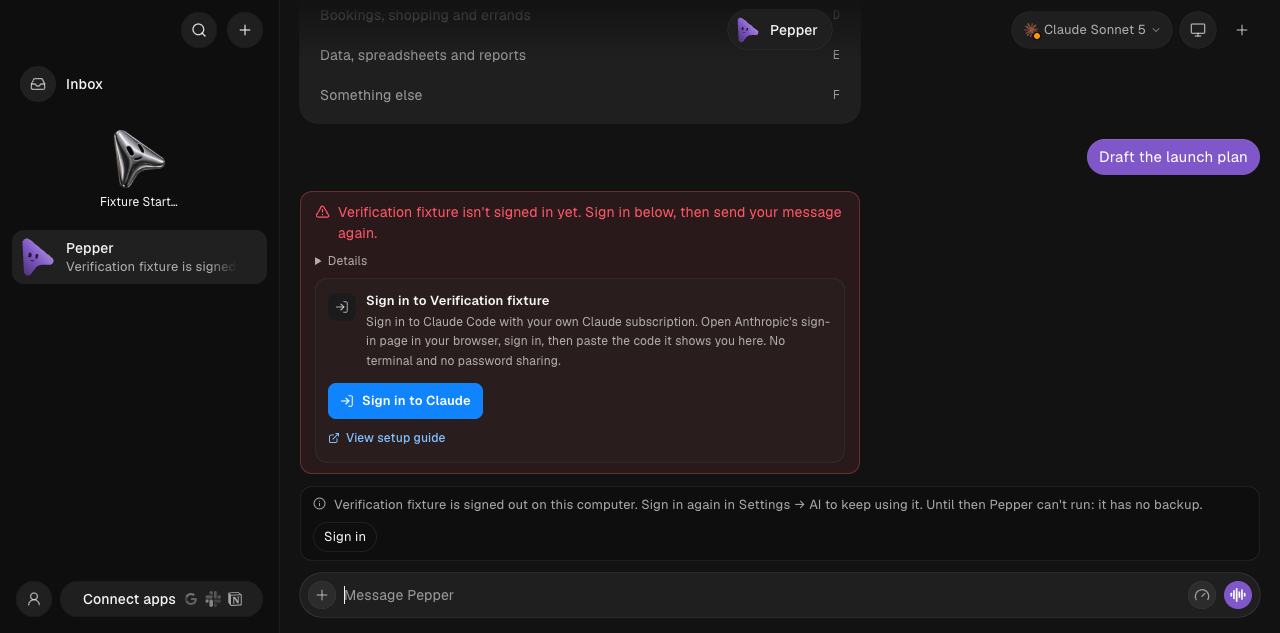 Bookings, shopping and errands
D
Pepper
Claude Sonnet 5
Data, spreadsheets and reports
E
Something else
F
Inbox
Fixture Start…
Pepper
Verification fixture is signed
Draft the launch plan
Verification fixture isn't signed in yet. Sign in below, then send your message
again.
Details
Sign in to Verification fixture
Sign in to Claude Code with your own Claude subscription. Open Anthropic's sign-
in page in your browser, sign in, then paste the code it shows you here. No
terminal and no password sharing.
Sign in to Claude
View setup guide
Verification fixture is signed out on this computer. Sign in again in Settings → AI to keep using it. Until then Pepper can't run: it has no backup.
Sign in
Message Pepper
Connect apps